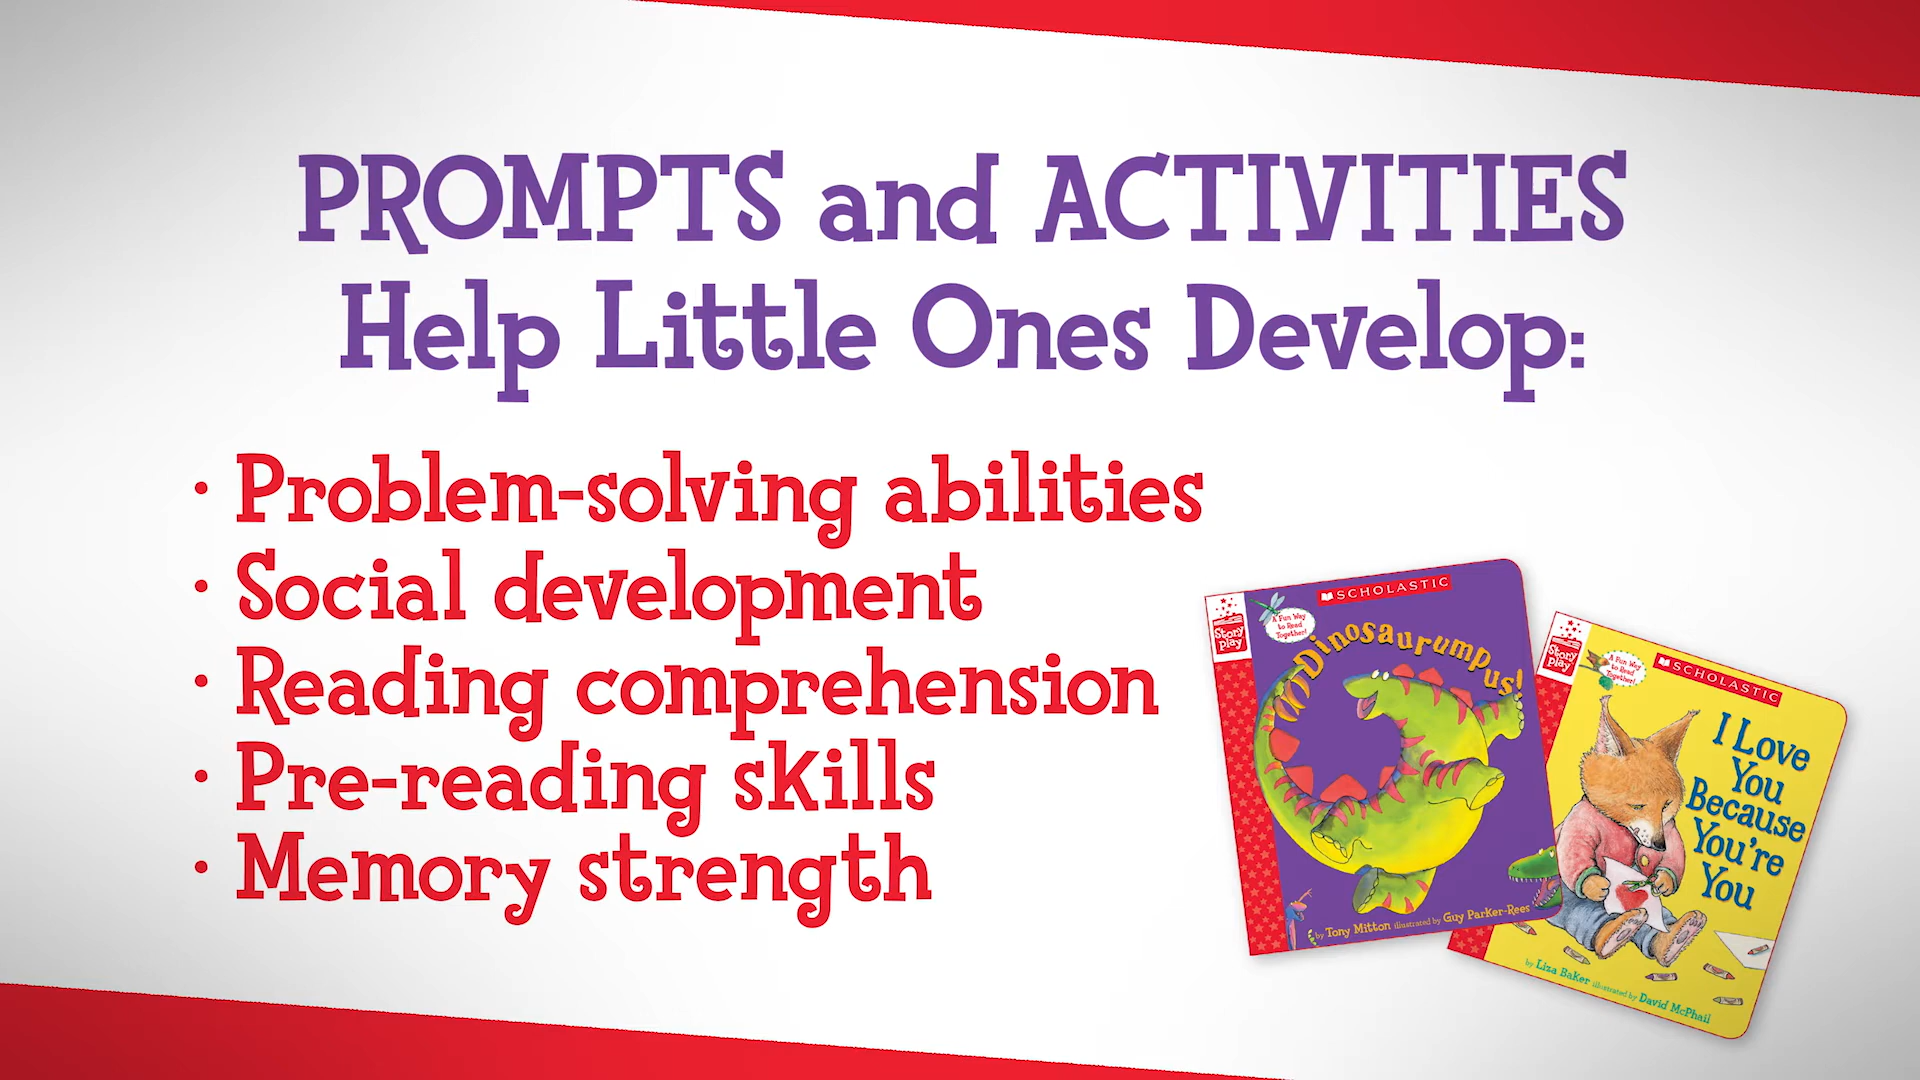 PROMPTS and ACTIVITIES
Help Little Ones Develop:
· Problem-solving abilities
· Social development
· Reading comprehension
· Pre-reading skills
· Memory strength
SCHOLASTIC
Story
play
A Fun Way
to Read
Together!
Dinosaurumpus!
by Tony Mitton illustrated by Guy Parker-Rees
SCHOLASTIC
Story
play
A Fun Way
to Read
Together!
I Love
You
Because
You're
You
by Liza Baker illustrated by David McPhail